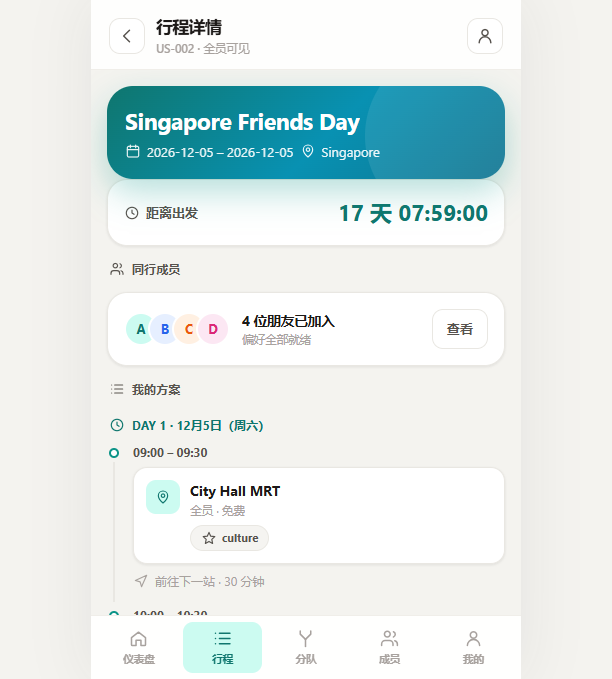 行程详情
US-002 · 全员可见
Singapore Friends Day
2026-12-05 – 2026-12-05 Singapore
距离出发 17 天 07:59:00
同行成员
A B C D
4 位朋友已加入
偏好全部就绪
查看
我的方案
DAY 1 · 12月5日（周六）
09:00 – 09:30
City Hall MRT
全员 · 免费
culture
前往下一站 · 30 分钟
10:00 – 10:30
仪表盘 行程 分队 成员 我的